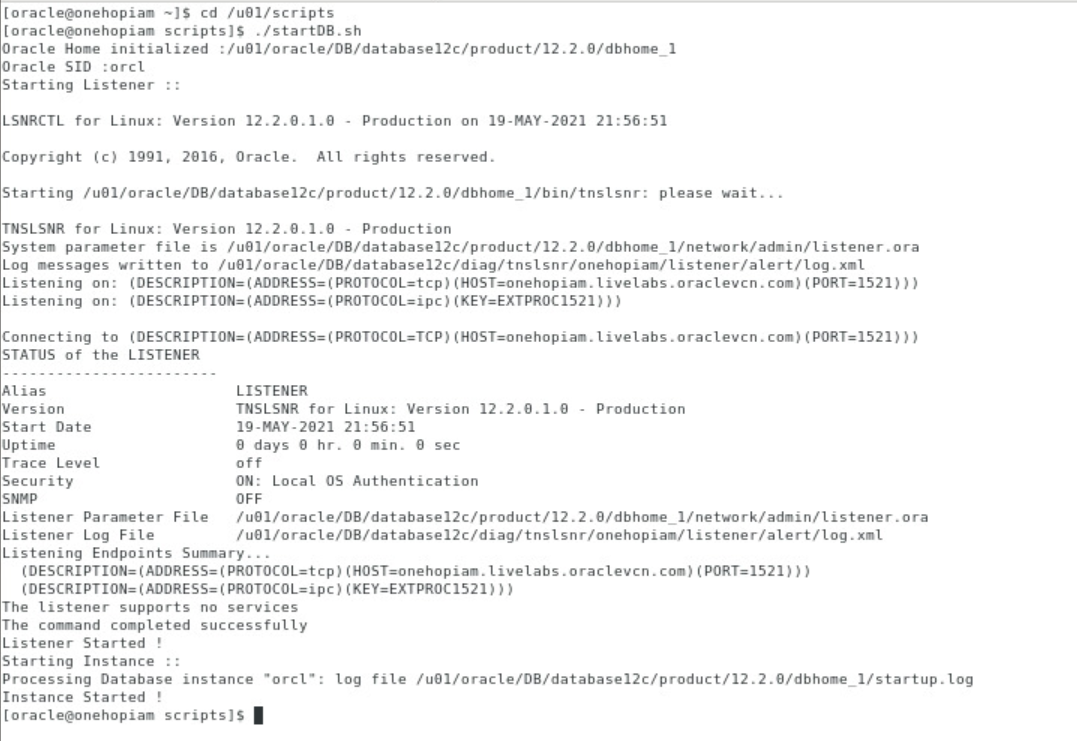 [oracle@onehopiam ~]$ cd /u01/scripts
[oracle@onehopiam scripts]$ ./startDB.sh
Oracle Home initialized :/u01/oracle/DB/database12c/product/12.2.0/dbhome_1
Oracle SID :orcl
Starting Listener ::

LSNRCTL for Linux: Version 12.2.0.1.0 - Production on 19-MAY-2021 21:56:51

Copyright (c) 1991, 2016, Oracle.  All rights reserved.

Starting /u01/oracle/DB/database12c/product/12.2.0/dbhome_1/bin/tnslsnr: please wait...

TNSLSNR for Linux: Version 12.2.0.1.0 - Production
System parameter file is /u01/oracle/DB/database12c/product/12.2.0/dbhome_1/network/admin/listener.ora
Log messages written to /u01/oracle/DB/database12c/diag/tnslsnr/onehopiam/listener/alert/log.xml
Listening on: (DESCRIPTION=(ADDRESS=(PROTOCOL=tcp)(HOST=onehopiam.livelabs.oraclevcn.com)(PORT=1521)))
Listening on: (DESCRIPTION=(ADDRESS=(PROTOCOL=ipc)(KEY=EXTPROC1521)))

Connecting to (DESCRIPTION=(ADDRESS=(PROTOCOL=TCP)(HOST=onehopiam.livelabs.oraclevcn.com)(PORT=1521)))
STATUS of the LISTENER
------------------------
Alias                     LISTENER
Version                   TNSLSNR for Linux: Version 12.2.0.1.0 - Production
Start Date                19-MAY-2021 21:56:51
Uptime                    0 days 0 hr. 0 min. 0 sec
Trace Level               off
Security                  ON: Local OS Authentication
SNMP                      OFF
Listener Parameter File   /u01/oracle/DB/database12c/product/12.2.0/dbhome_1/network/admin/listener.ora
Listener Log File         /u01/oracle/DB/database12c/diag/tnslsnr/onehopiam/listener/alert/log.xml
Listening Endpoints Summary...
  (DESCRIPTION=(ADDRESS=(PROTOCOL=tcp)(HOST=onehopiam.livelabs.oraclevcn.com)(PORT=1521)))
  (DESCRIPTION=(ADDRESS=(PROTOCOL=ipc)(KEY=EXTPROC1521)))
The listener supports no services
The command completed successfully
Listener Started !
Starting Instance ::
Processing Database instance "orcl": log file /u01/oracle/DB/database12c/product/12.2.0/dbhome_1/startup.log
Instance Started !
[oracle@onehopiam scripts]$